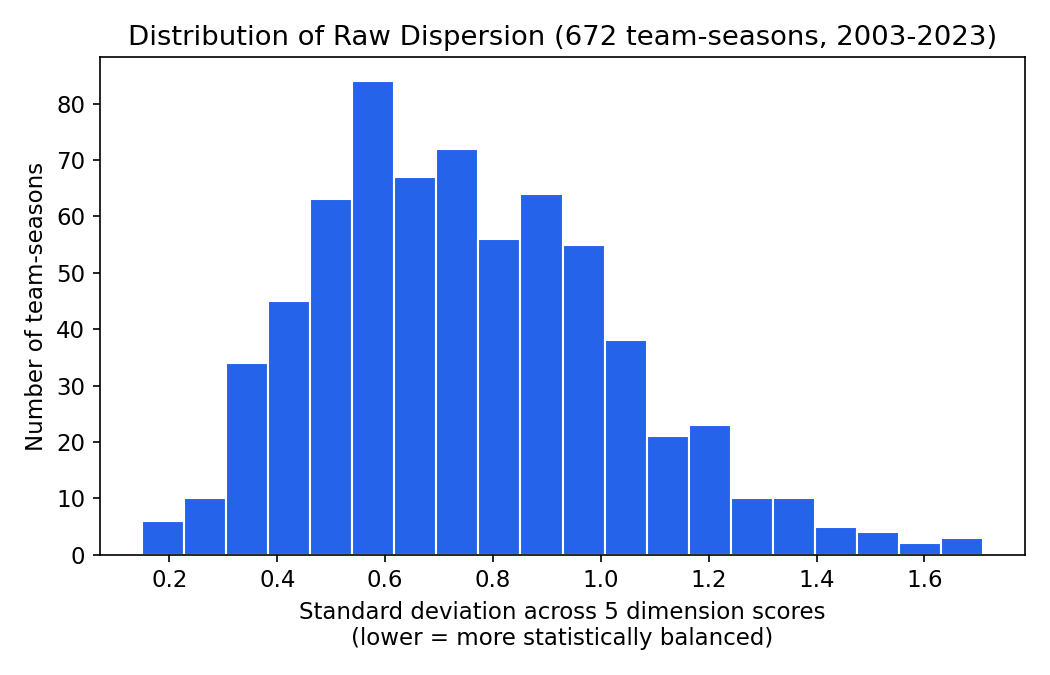 Distribution of Raw Dispersion (672 team-seasons, 2003-2023)
Number of team-seasons
80
70
60
50
40
30
20
10
0
0.2 0.4 0.6 0.8 1.0 1.2 1.4 1.6
Standard deviation across 5 dimension scores
(lower = more statistically balanced)